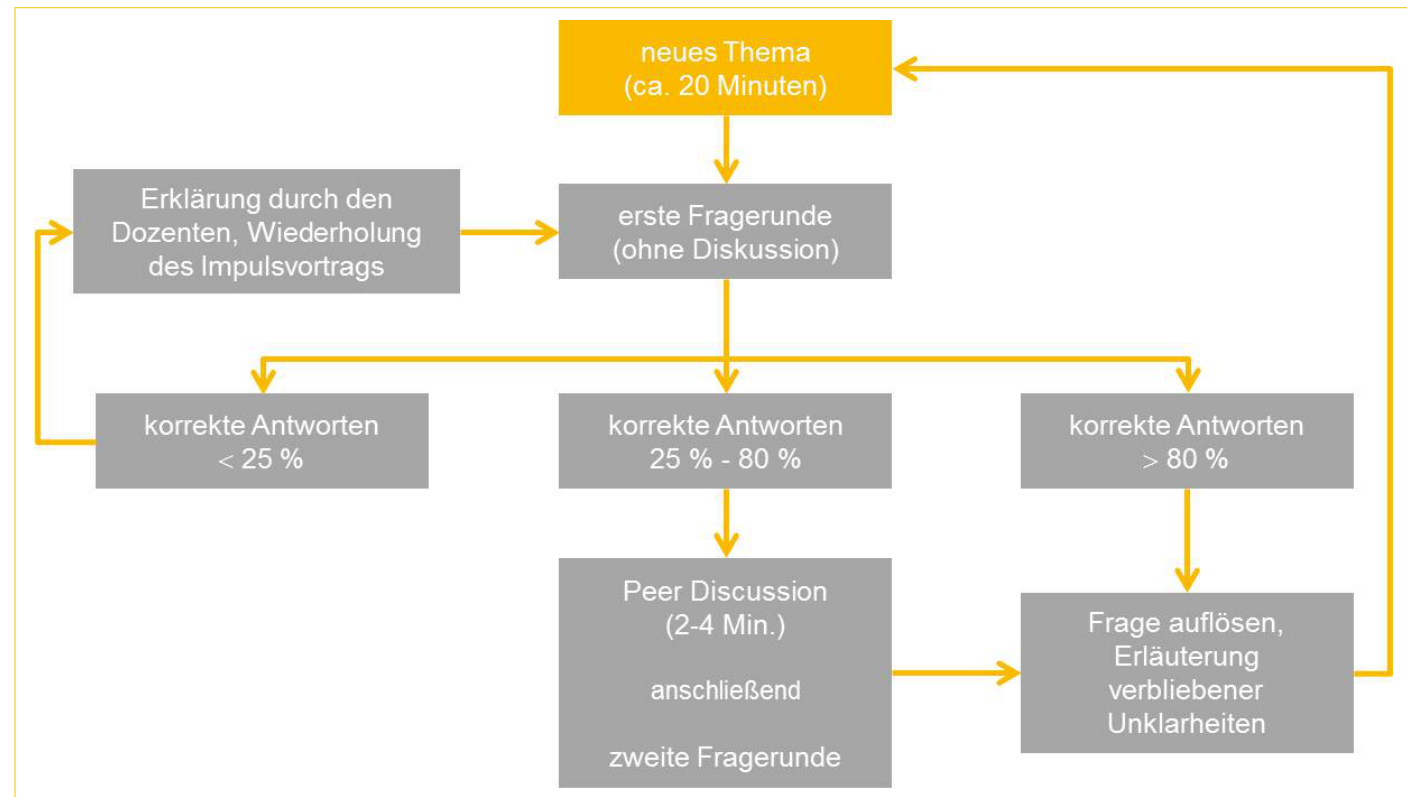 neues Thema
(ca. 20 Minuten)
Erklärung durch den
Dozenten, Wiederholung
des Impulsvortrags
erste Fragerunde
(ohne Diskussion)
korrekte Antworten
< 25 %
korrekte Antworten
25 % - 80 %
korrekte Antworten
> 80 %
Peer Discussion
(2-4 Min.)
anschließend
zweite Fragerunde
Frage auflösen,
Erläuterung
verbliebener
Unklarheiten